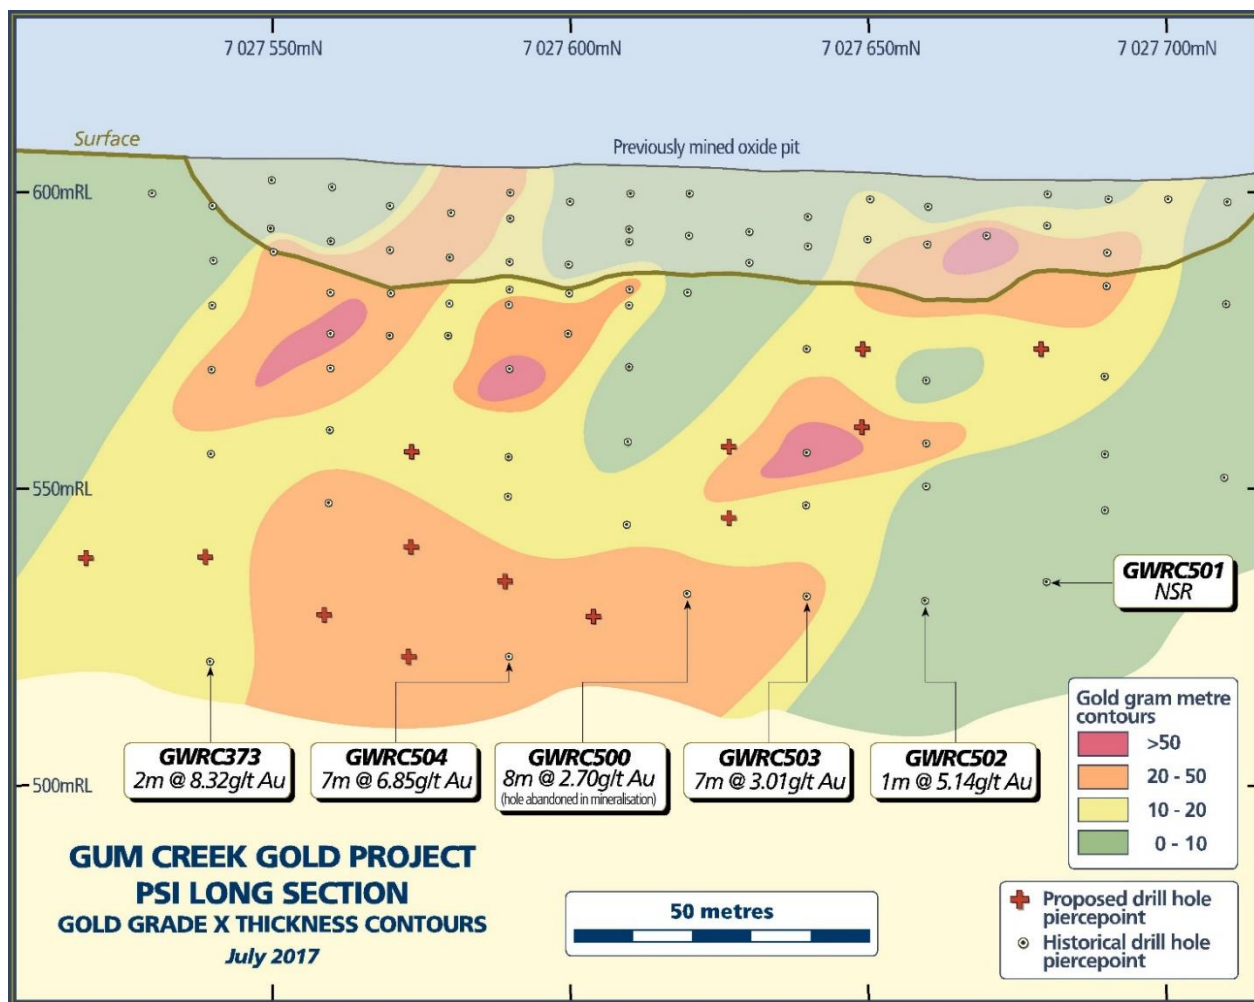 7 027 550mN
7 027 600mN
7 027 650mN
7 027 700mN
Surface
Previously mined oxide pit
600mRL
550mRL
GWRC501
NSR
GWRC373
2m @ 8.32g/t Au
GWRC504
7m @ 6.85g/t Au
GWRC500
8m @ 2.70g/t Au
(hole abandoned in mineralisation)
GWRC503
7m @ 3.01g/t Au
GWRC502
1m @ 5.14g/t Au
500mRL
Gold gram metre
contours
>50
20 - 50
10 - 20
0 - 10
GUM CREEK GOLD PROJECT
PSI LONG SECTION
GOLD GRADE X THICKNESS CONTOURS
July 2017
50 metres
Proposed drill hole
piercepoint
Historical drill hole
piercepoint